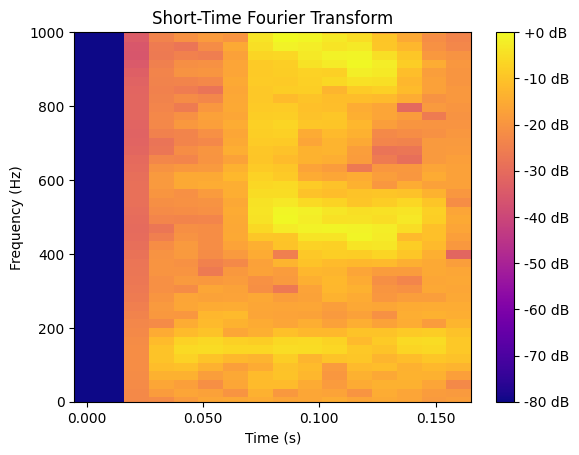 Short-Time Fourier Transform
1000
800
600
400
200
0
Frequency (Hz)
0.000
0.050
0.100
0.150
Time (s)
+0 dB
-10 dB
-20 dB
-30 dB
-40 dB
-50 dB
-60 dB
-70 dB
-80 dB